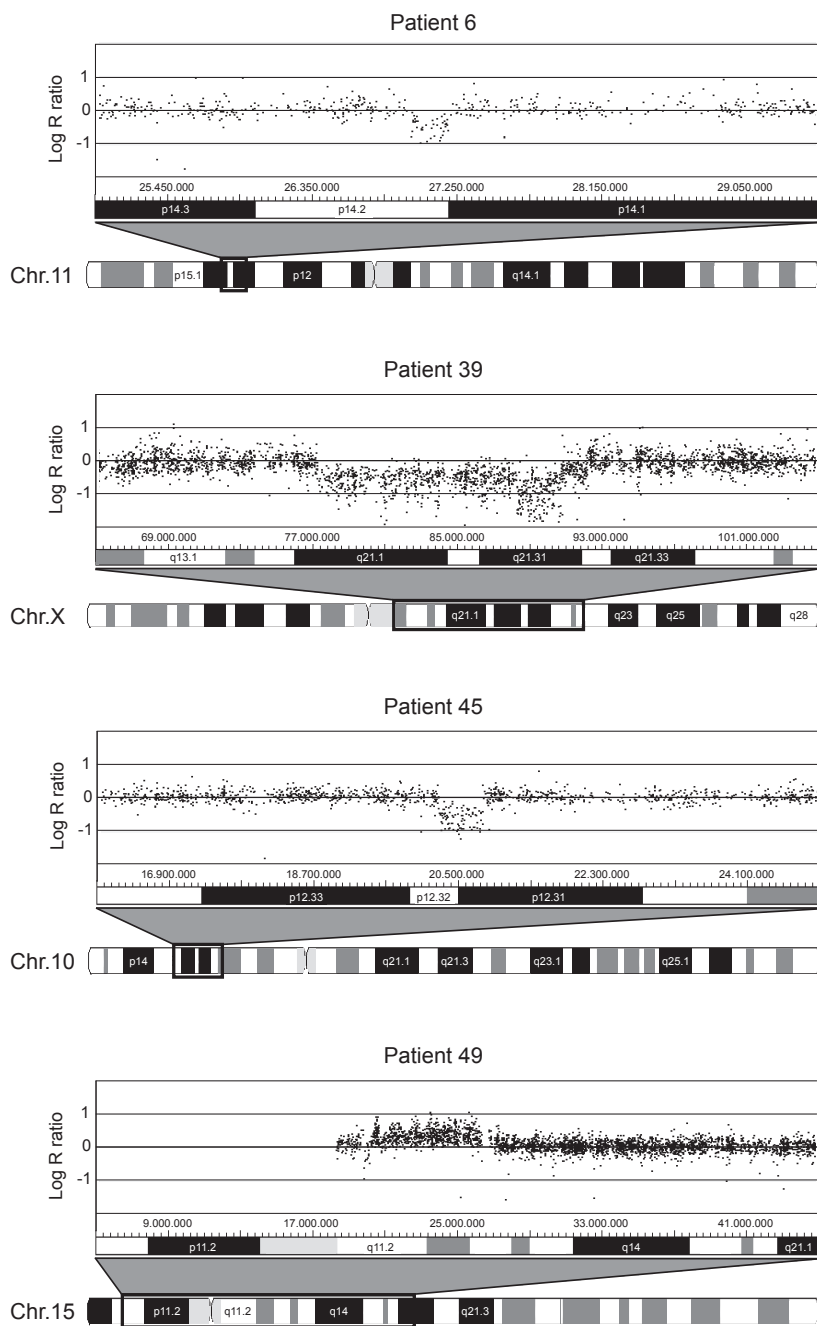 Patient 6
1
0
-1
Log R ratio
25.450.000 26.350.000 27.250.000 28.150.000 29.050.000
p14.3 p14.2 p14.1
Chr.11 p15.1 p12 q14.1
Patient 39
1
0
-1
Log R ratio
69.000.000 77.000.000 85.000.000 93.000.000 101.000.000
q13.1 q21.1 q21.31 q21.33
Chr.X q21.1 q23 q25 q28
Patient 45
1
0
-1
Log R ratio
16.900.000 18.700.000 20.500.000 22.300.000 24.100.000
p12.33 p12.32 p12.31
Chr.10 p14 q21.1 q21.3 q23.1 q25.1
Patient 49
1
0
-1
Log R ratio
9.000.000 17.000.000 25.000.000 33.000.000 41.000.000
p11.2 q11.2 q14 q21.1
Chr.15 p11.2 q11.2 q14 q21.3